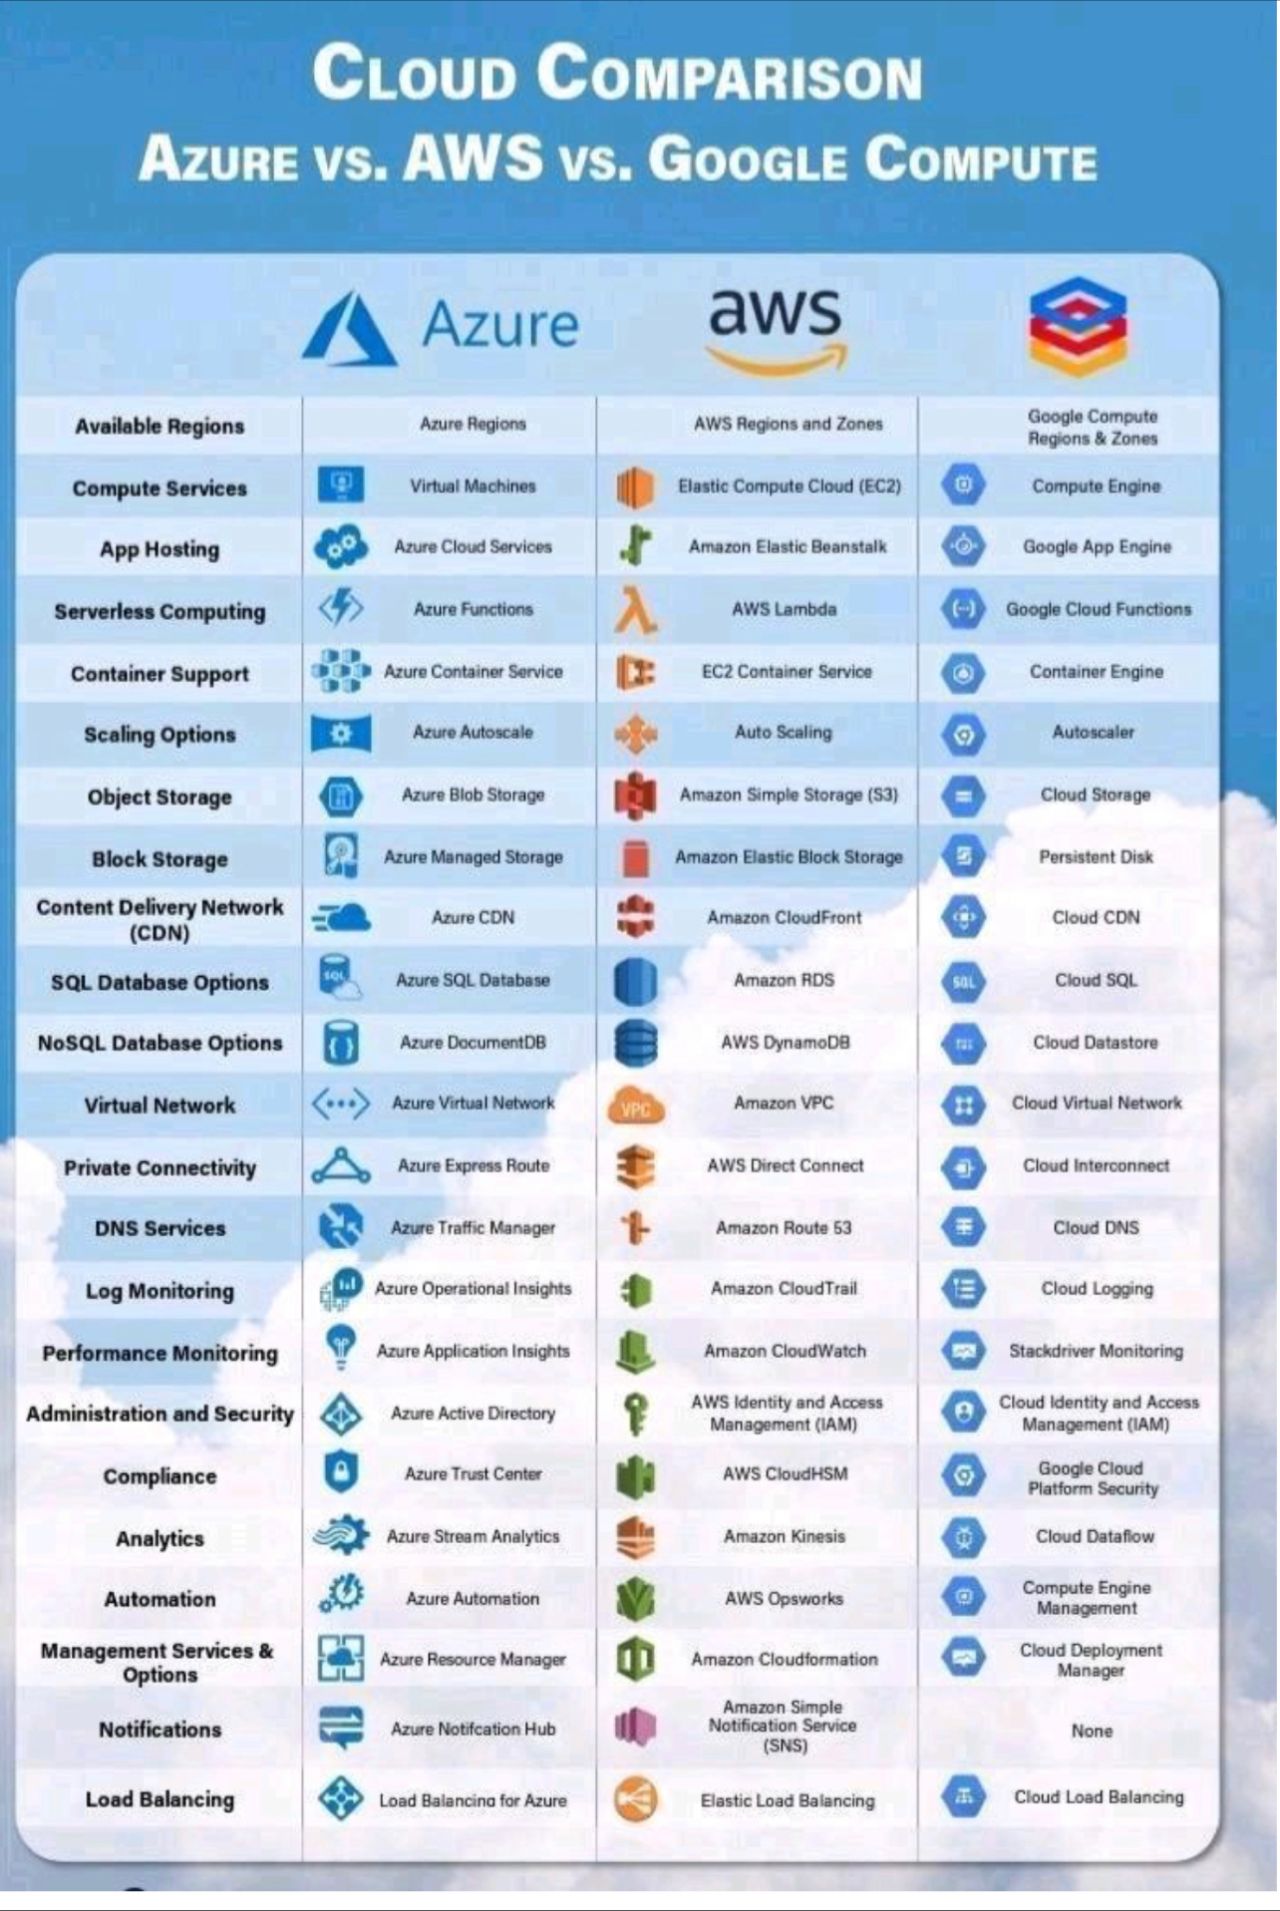 CLOUD COMPARISON
AZURE VS. AWS VS. GOOGLE COMPUTE
Azure
aws
Available Regions
Azure Regions
AWS Regions and Zones
Google Compute
Regions & Zones
Compute Services
Virtual Machines
Elastic Compute Cloud (EC2)
Compute Engine
App Hosting
Azure Cloud Services
Amazon Elastic Beanstalk
Google App Engine
Serverless Computing
Azure Functions
AWS Lambda
Google Cloud Functions
Container Support
Azure Container Service
EC2 Container Service
Container Engine
Scaling Options
Azure Autoscale
Auto Scaling
Autoscaler
Object Storage
Azure Blob Storage
Amazon Simple Storage (S3)
Cloud Storage
Block Storage
Azure Managed Storage
Amazon Elastic Block Storage
Persistent Disk
Content Delivery Network
(CDN)
Azure CDN
Amazon CloudFront
Cloud CDN
SQL Database Options
SQL
Azure SQL Database
Amazon RDS
SQL
Cloud SQL
NoSQL Database Options
Azure DocumentDB
AWS DynamoDB
Cloud Datastore
Virtual Network
Azure Virtual Network
VPC
Amazon VPC
Cloud Virtual Network
Private Connectivity
Azure Express Route
AWS Direct Connect
Cloud Interconnect
DNS Services
Azure Traffic Manager
Amazon Route 53
Cloud DNS
Log Monitoring
Azure Operational Insights
Amazon CloudTrail
Cloud Logging
Performance Monitoring
Azure Application Insights
Amazon CloudWatch
Stackdriver Monitoring
Administration and Security
Azure Active Directory
AWS Identity and Access
Management (IAM)
Cloud Identity and Access
Management (IAM)
Compliance
Azure Trust Center
AWS CloudHSM
Google Cloud
Platform Security
Analytics
Azure Stream Analytics
Amazon Kinesis
Cloud Dataflow
Automation
Azure Automation
AWS Opsworks
Compute Engine
Management
Management Services &
Options
Azure Resource Manager
Amazon Cloudformation
Cloud Deployment
Manager
Notifications
Azure Notifcation Hub
Amazon Simple
Notification Service
(SNS)
None
Load Balancing
Load Balancing for Azure
Elastic Load Balancing
Cloud Load Balancing